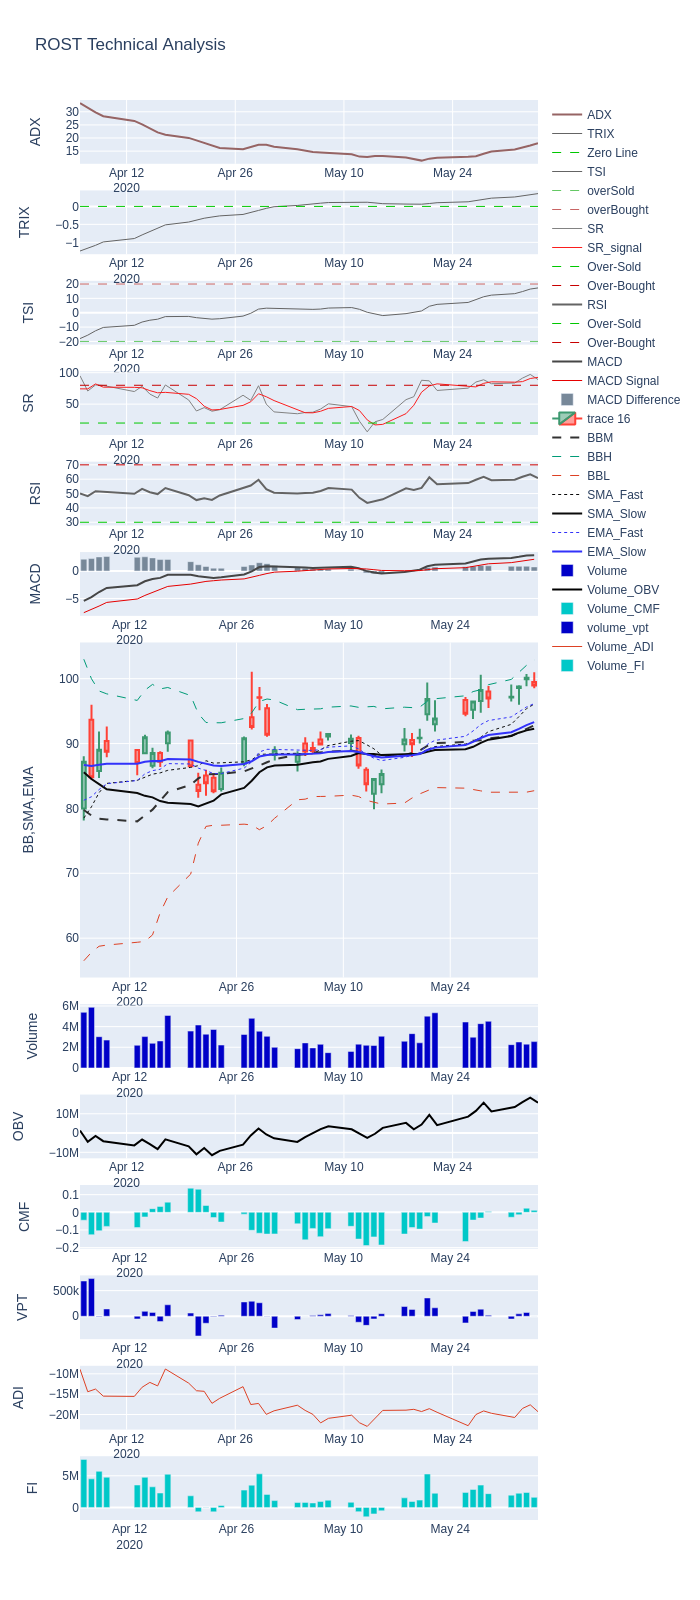 ROST Technical Analysis
ADX
30
25
20
15
Apr 12
2020
Apr 26
May 10
May 24
TRIX
0
−0.5
−1
Apr 12
2020
Apr 26
May 10
May 24
TSI
20
10
0
−10
−20
Apr 12
2020
Apr 26
May 10
May 24
SR
100
50
Apr 12
2020
Apr 26
May 10
May 24
RSI
70
60
50
40
30
Apr 12
2020
Apr 26
May 10
May 24
MACD
0
−5
Apr 12
2020
Apr 26
May 10
May 24
BB,SMA,EMA
100
90
80
70
60
Apr 12
2020
Apr 26
May 10
May 24
Volume
6M
4M
2M
0
Apr 12
2020
Apr 26
May 10
May 24
OBV
10M
0
−10M
Apr 12
2020
Apr 26
May 10
May 24
CMF
0.1
0
−0.1
−0.2
Apr 12
2020
Apr 26
May 10
May 24
VPT
500k
0
Apr 12
2020
Apr 26
May 10
May 24
ADI
−10M
−15M
−20M
Apr 12
2020
Apr 26
May 10
May 24
FI
5M
0
Apr 12
2020
Apr 26
May 10
May 24
ADX
TRIX
Zero Line
TSI
overSold
overBought
SR
SR_signal
Over-Sold
Over-Bought
RSI
Over-Sold
Over-Bought
MACD
MACD Signal
MACD Difference
trace 16
BBM
BBH
BBL
SMA_Fast
SMA_Slow
EMA_Fast
EMA_Slow
Volume
Volume_OBV
Volume_CMF
volume_vpt
Volume_ADI
Volume_FI